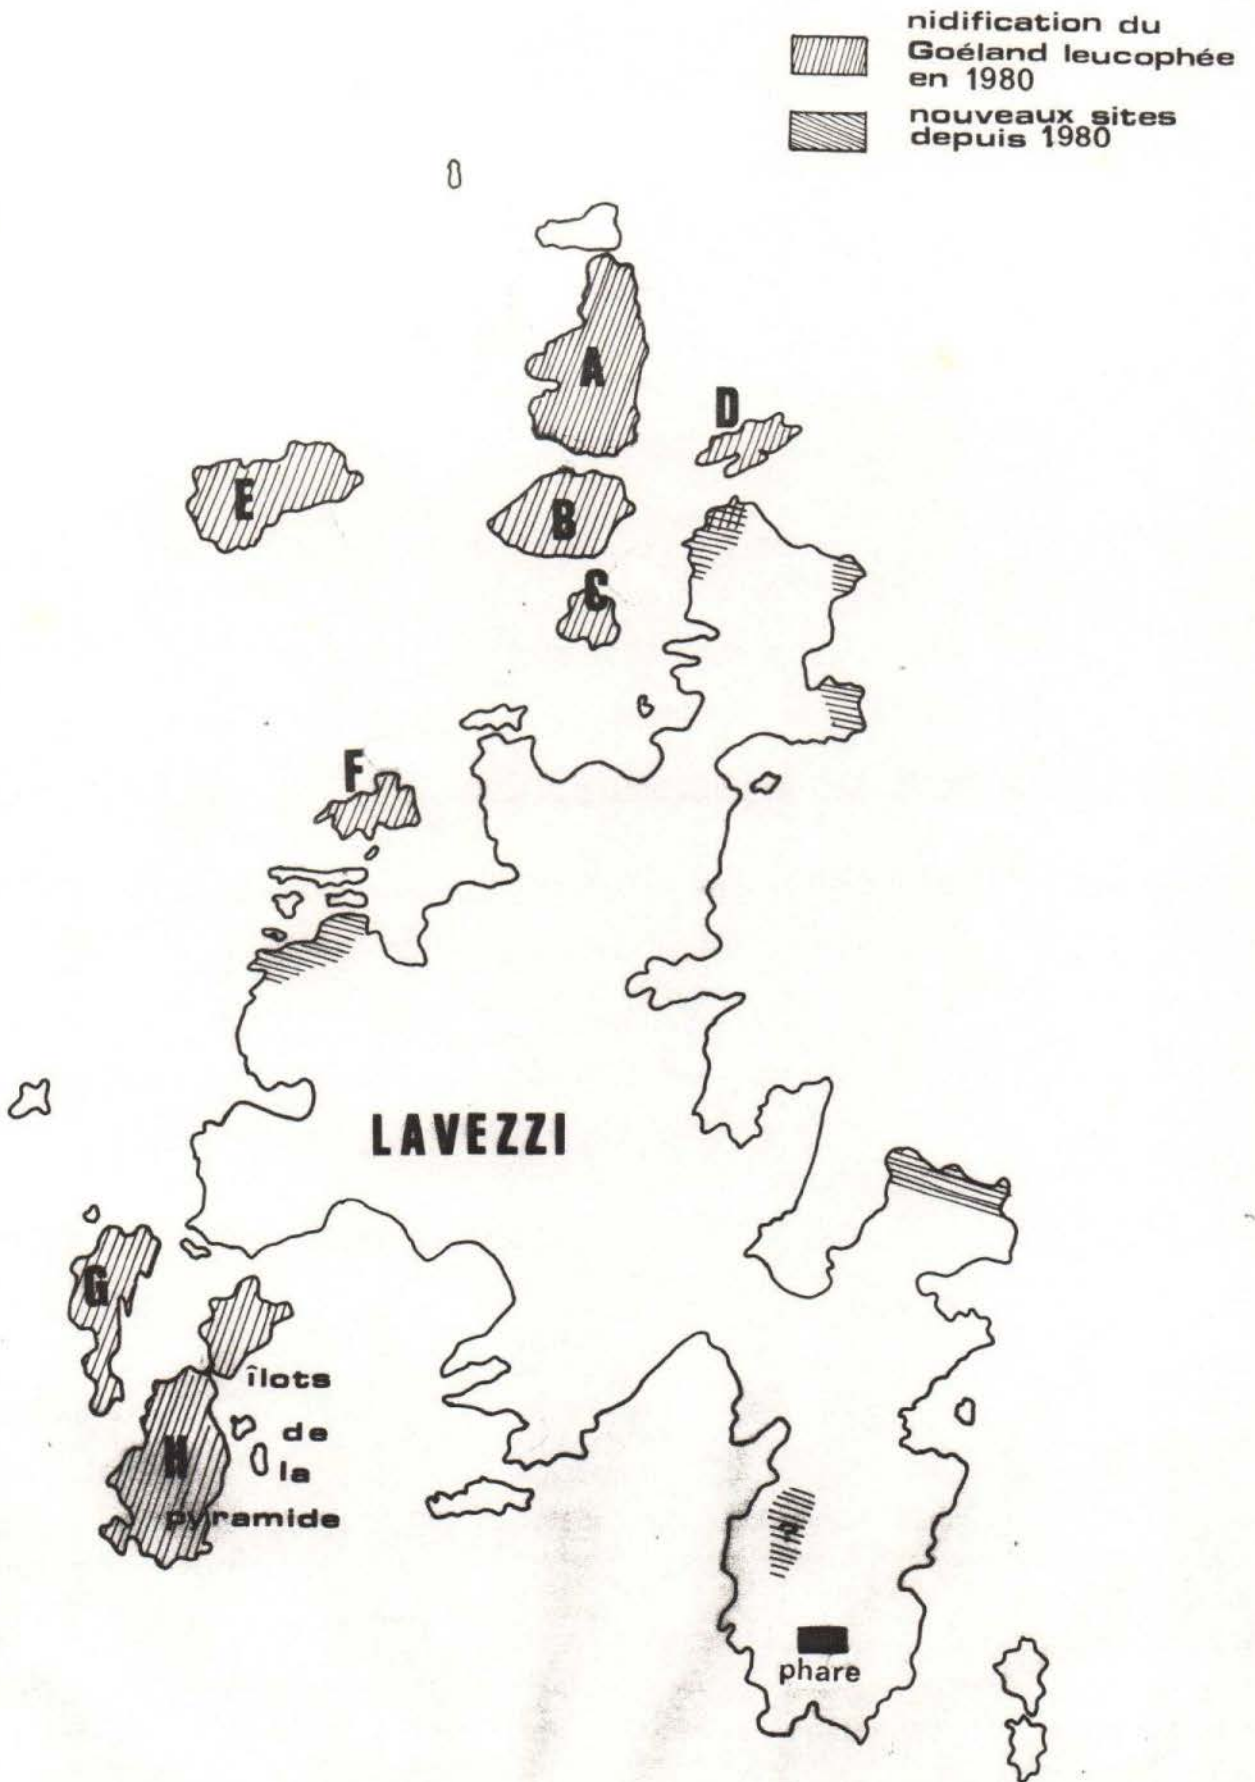 nidification du
Goéland leucophée
en 1980
nouveaux sites
depuis 1980
A
D
E
B
C
F
LAVEZZI
G
îlots
de
H
la
pyramide
?
phare